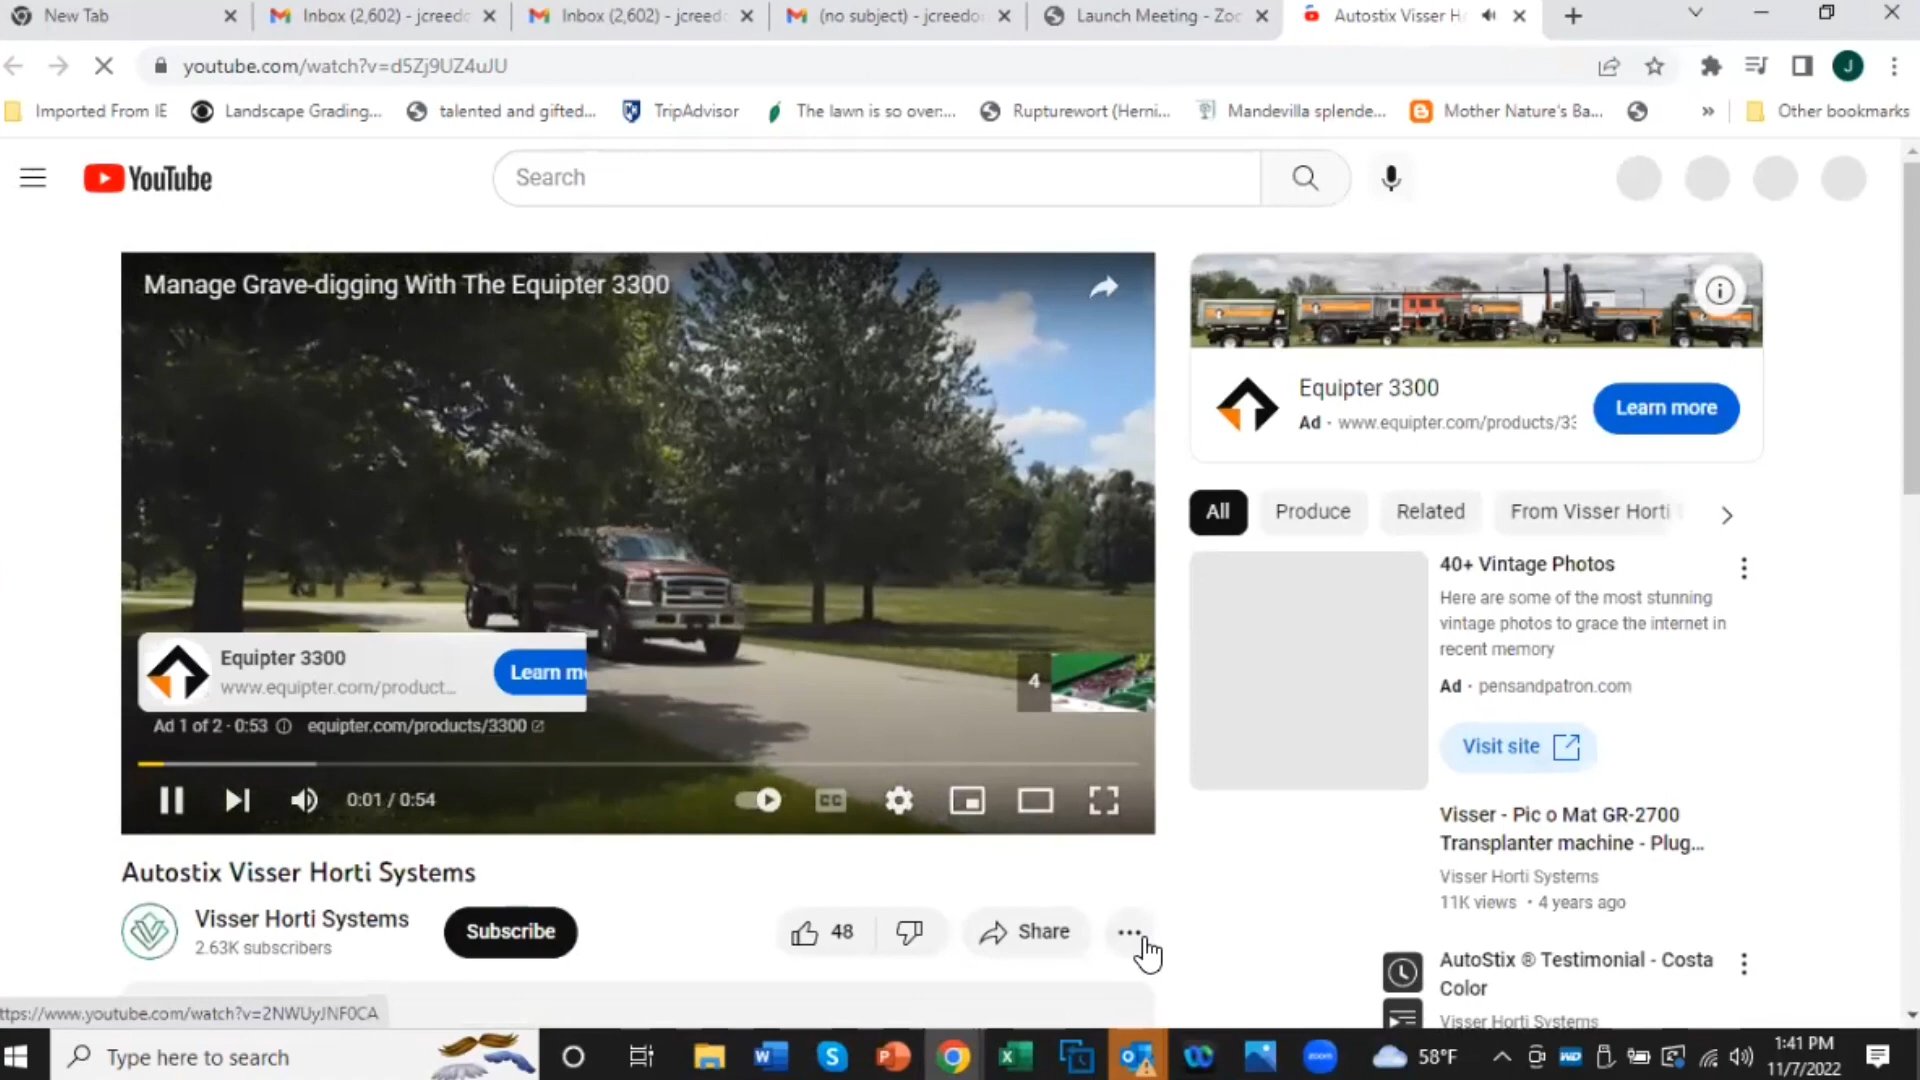 New Tab
Inbox (2,602) - jcreedo
Inbox (2,602) - jcreed
(no subject) - jcreedo
Launch Meeting - Zoo
Autostix Visser H
youtube.com/watch?v=d5Zj9UZ4uJU
J
Imported From IE
Landscape Grading...
talented and gifted...
TripAdvisor
The lawn is so over:...
Rupturewort (Herni...
Mandevilla splende...
Mother Nature's Ba...
»
Other bookmarks
YouTube
Search
Manage Grave-digging With The Equipter 3300
Equipter 3300
www.equipter.com/product...
Learn m
4
Ad 1 of 2 · 0:53
equipter.com/products/3300
0:01 / 0:54
CC
Autostix Visser Horti Systems
Visser Horti Systems
2.63K subscribers
Subscribe
48
Share
Equipter 3300
Ad · www.equipter.com/products/33
Learn more
All
Produce
Related
From Visser Horti
40+ Vintage Photos
Here are some of the most stunning
vintage photos to grace the internet in
recent memory
Ad · pensandpatron.com
Visit site
Visser - Pic o Mat GR-2700
Transplanter machine - Plug...
Visser Horti Systems
11K views · 4 years ago
AutoStix ® Testimonial - Costa
Color
Visser Horti Systems
ttps://www.youtube.com/watch?v=2NWUyJNF0CA
Type here to search
58°F
1:41 PM
11/7/2022